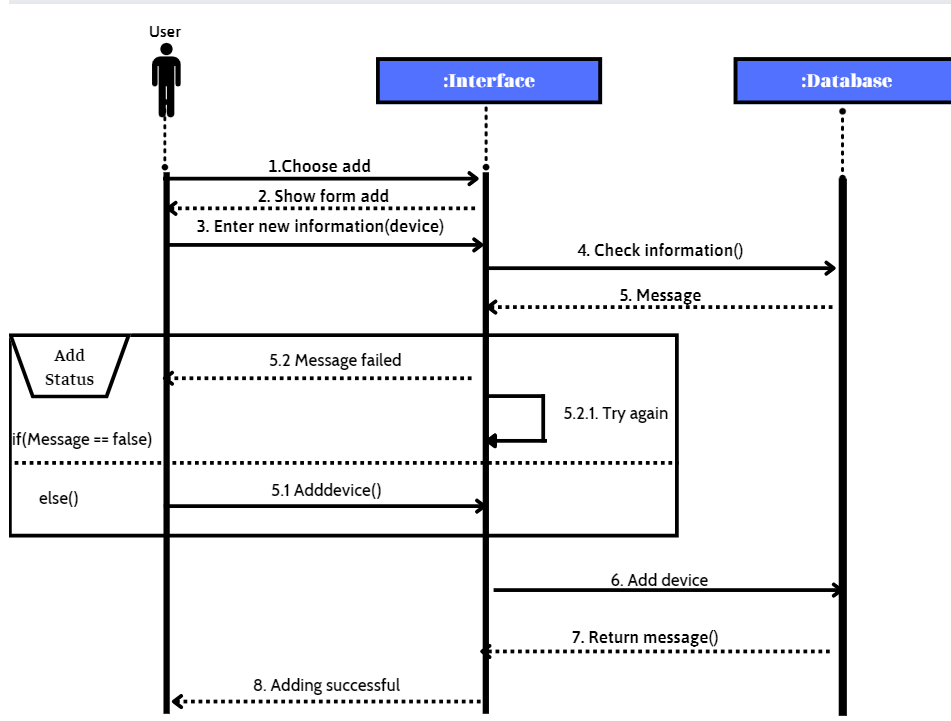 User
:Interface
:Database
1.Choose add
2. Show form add
3. Enter new information(device)
4. Check information()
5. Message
Add
Status
5.2 Message failed
5.2.1. Try again
if(Message == false)
else()
5.1 Adddevice()
6. Add device
7. Return message()
8. Adding successful